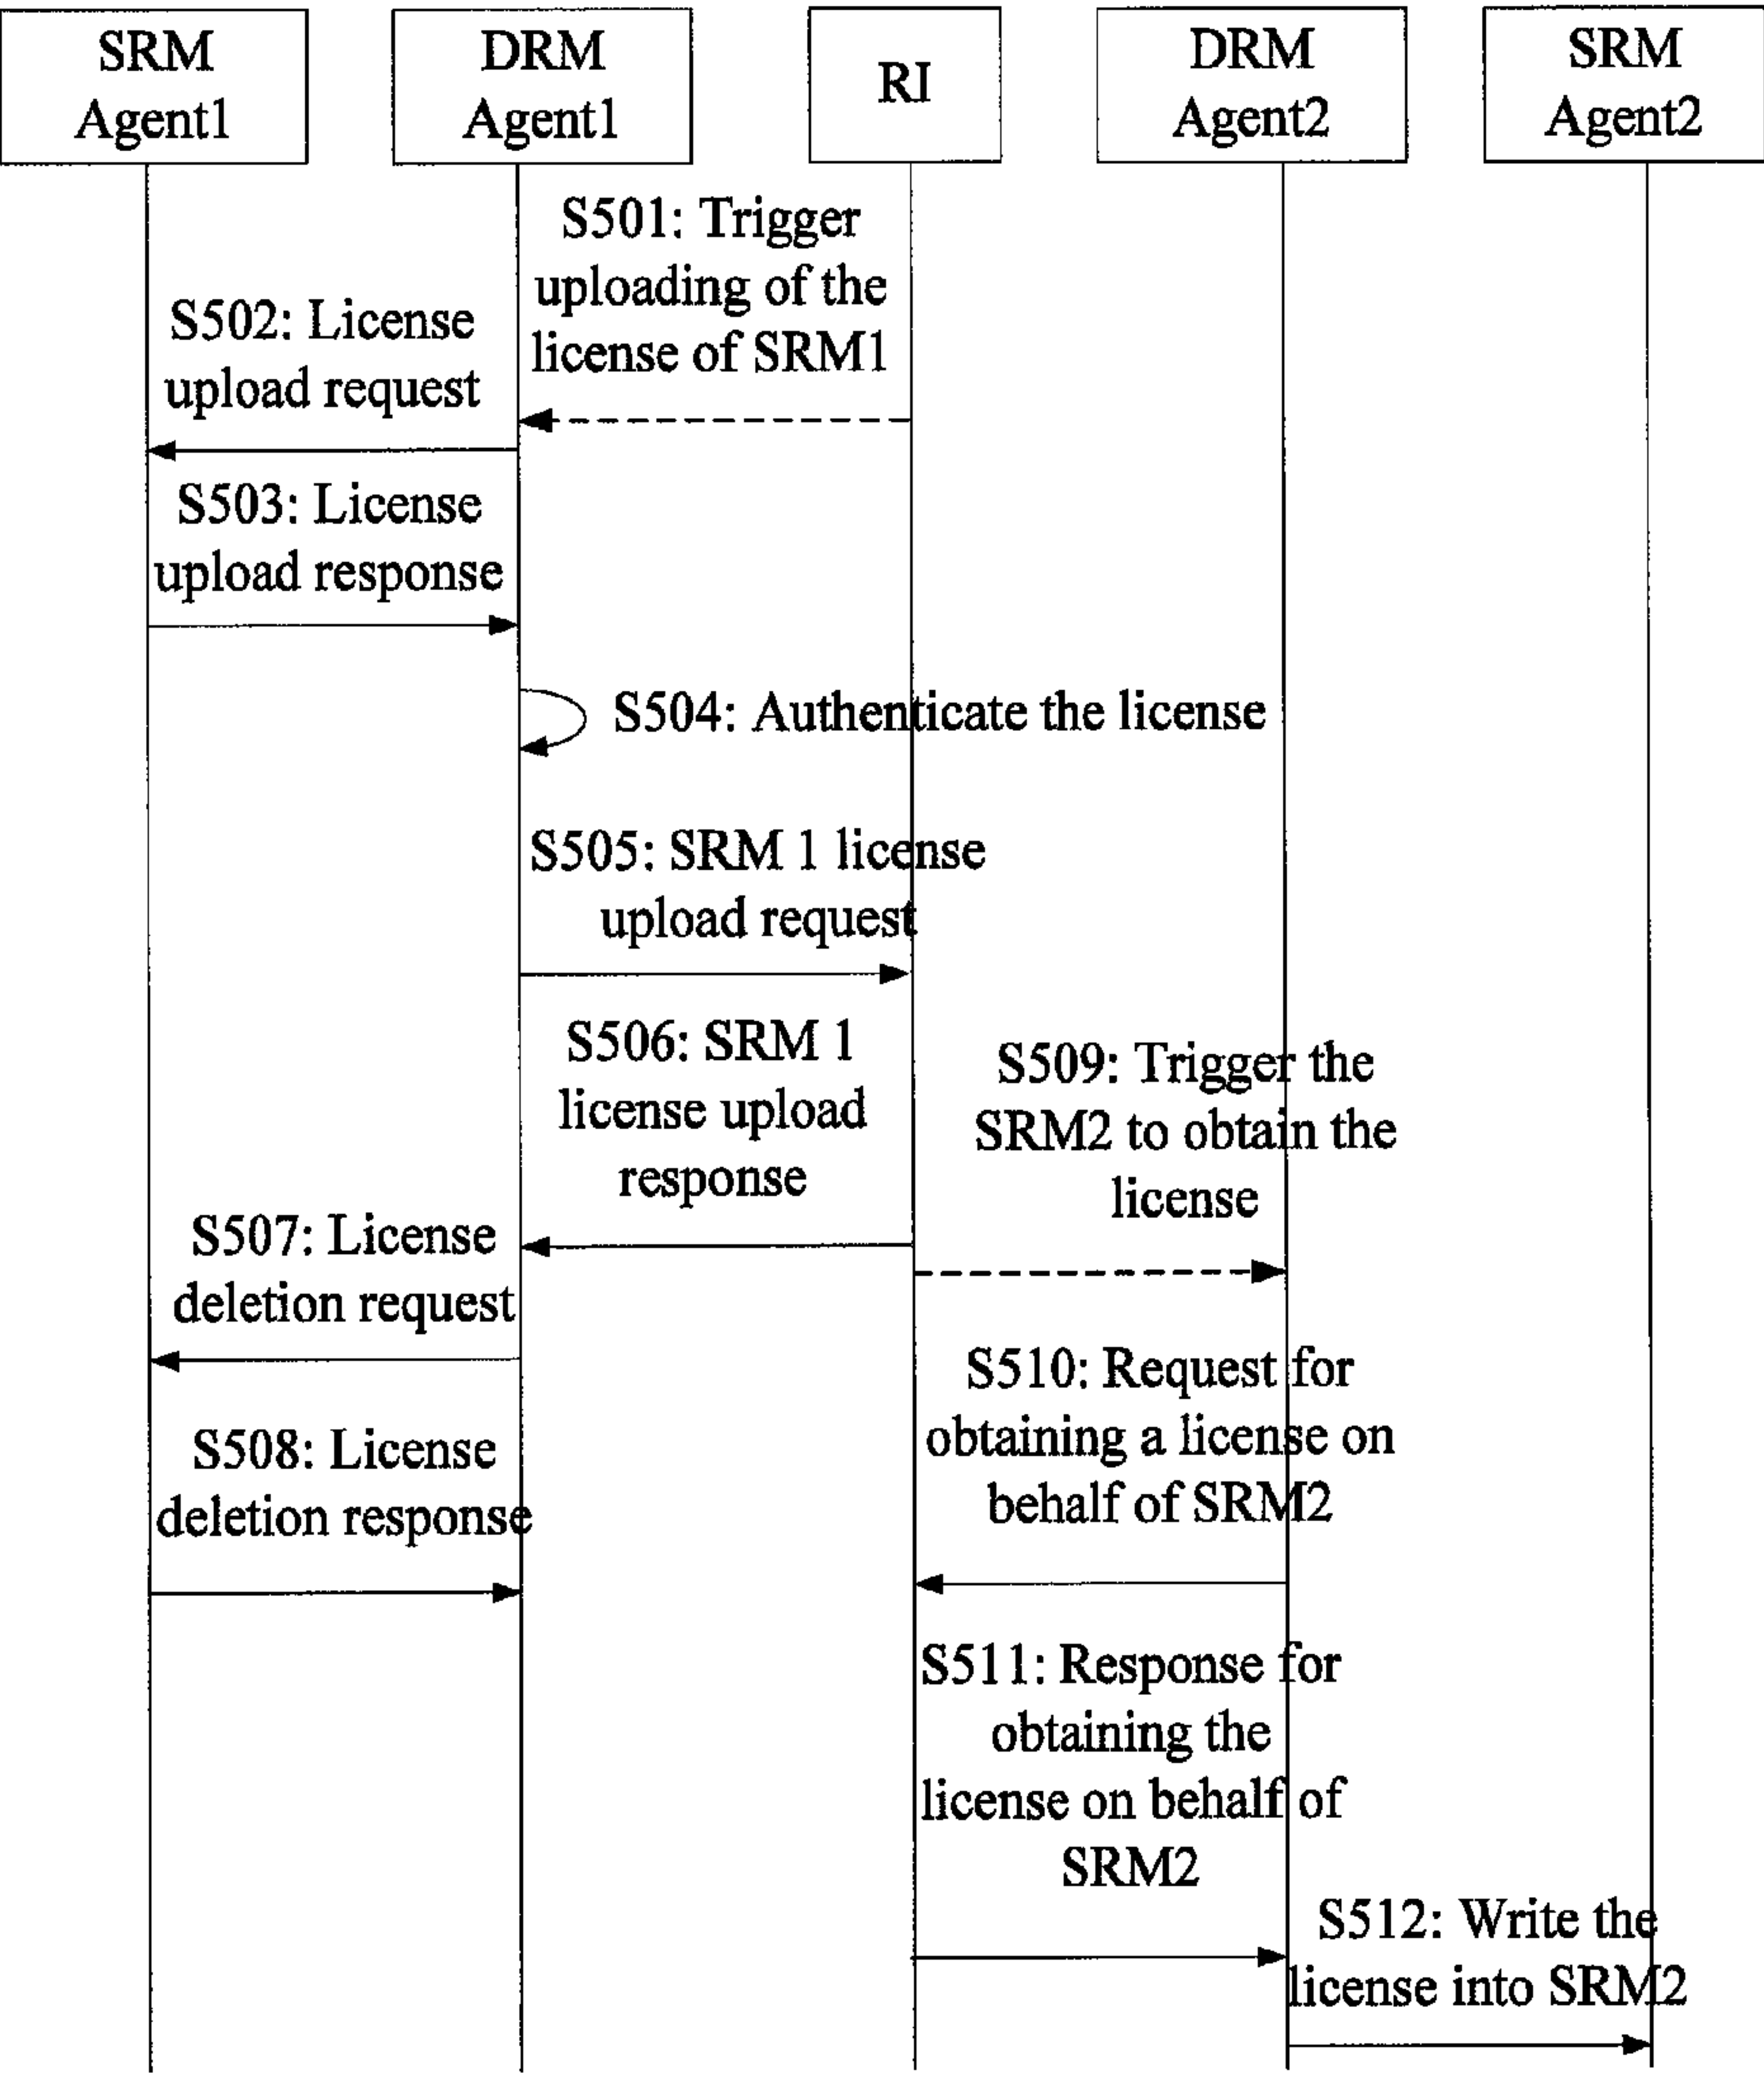 SRM
Agent1
DRM
Agent1
RI
DRM
Agent2
SRM
Agent2
S501: Trigger
uploading of the
license of SRM1
S502: License
upload request
S503: License
upload response
S504: Authenticate the license
S505: SRM 1 license
upload request
S506: SRM 1
license upload
response
S509: Trigger the
SRM2 to obtain the
license
S507: License
deletion request
S510: Request for
obtaining a license on
behalf of SRM2
S508: License
deletion response
S511: Response for
obtaining the
license on behalf of
SRM2
S512: Write the
license into SRM2